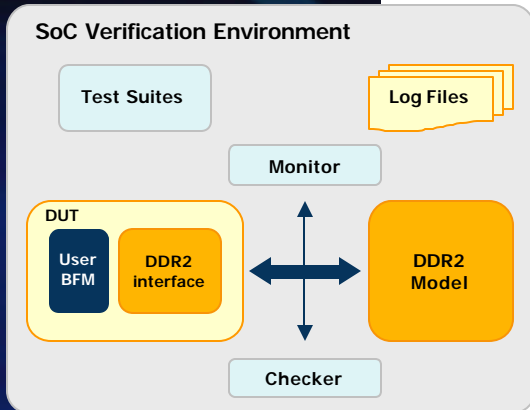 SoC Verification Environment
Test Suites
Log Files
Monitor
DUT
User
BFM
DDR2
interface
DDR2
Model
Checker